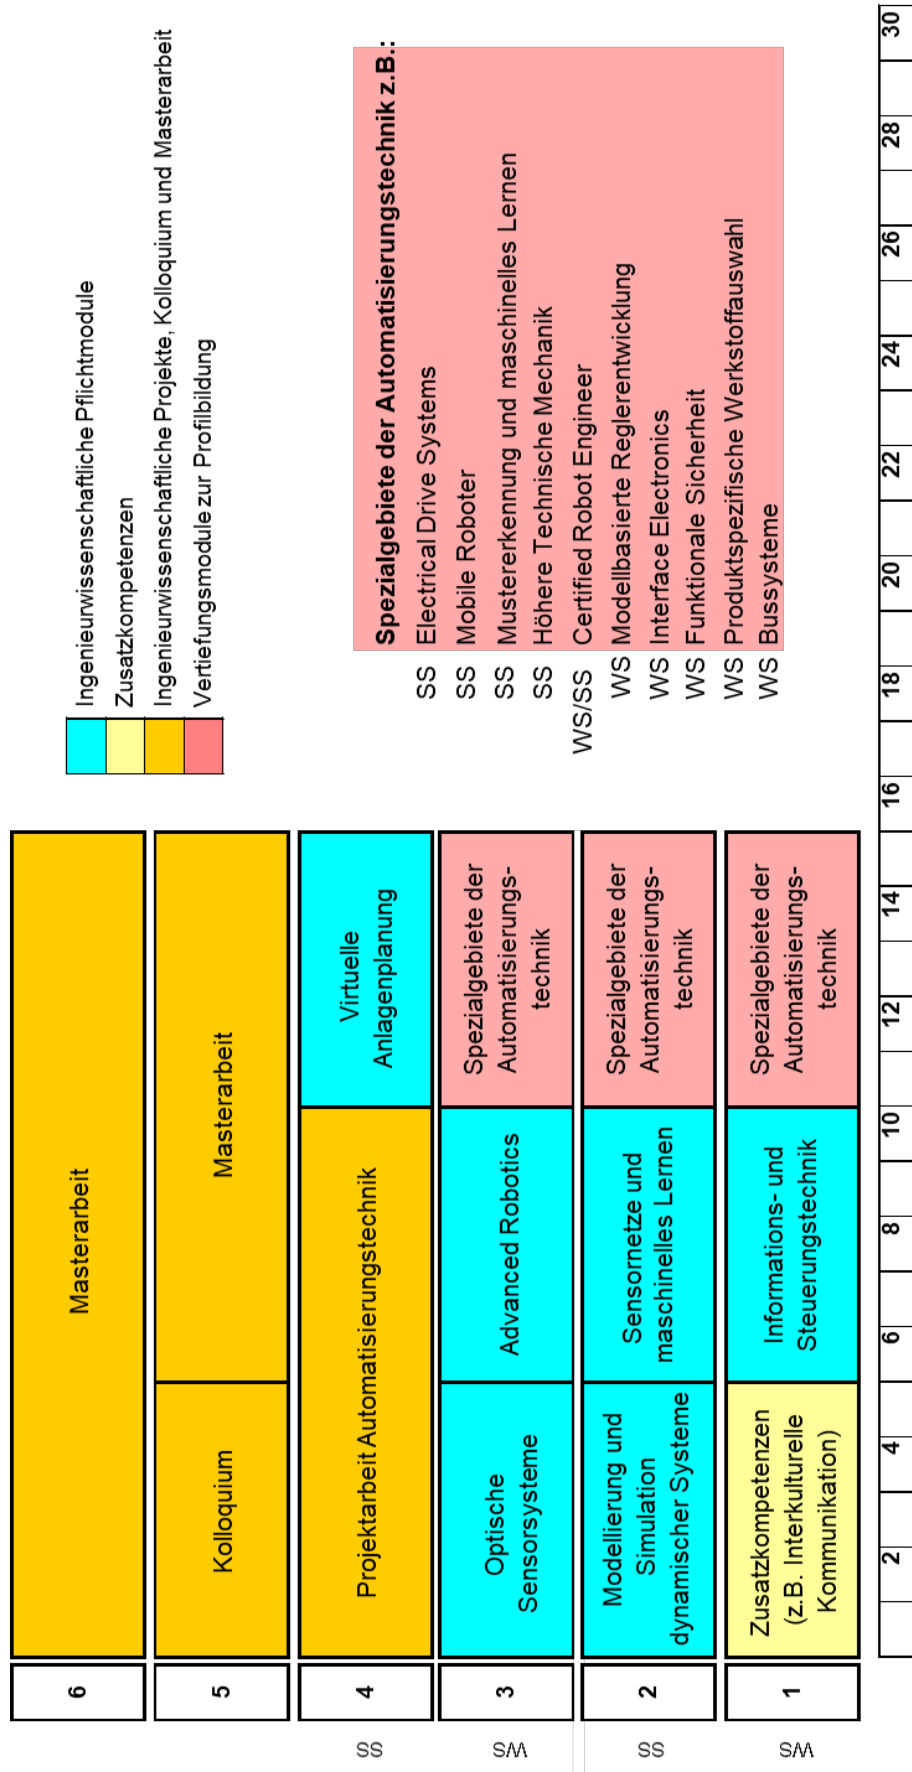 6
Masterarbeit
5
Kolloquium
Masterarbeit
SS
4
Projektarbeit Automatisierungstechnik
Virtuelle
Anlagenplanung
WS
3
Optische
Sensorsysteme
Advanced Robotics
Spezialgebiete der
Automatisierungs-
technik
SS
2
Modellierung und
Simulation
dynamischer Systeme
Sensornetze und
maschinelles Lernen
Spezialgebiete der
Automatisierungs-
technik
WS
1
Zusatzkompetenzen
(z.B. Interkulturelle
Kommunikation)
Informations- und
Steuerungstechnik
Spezialgebiete der
Automatisierungs-
technik
2 4 6 8 10 12 14 16 18 20 22 24 26 28 30
Ingenieurwissenschaftliche Pflichtmodule
Zusatzkompetenzen
Ingenieurwissenschaftliche Projekte, Kolloquium und Masterarbeit
Vertiefungsmodule zur Profilbildung
Spezialgebiete der Automatisierungstechnik z.B.:
SS Electrical Drive Systems
SS Mobile Roboter
SS Mustererkennung und maschinelles Lernen
SS Höhere Technische Mechanik
WS/SS Certified Robot Engineer
WS Modellbasierte Reglerentwicklung
WS Interface Electronics
WS Funktionale Sicherheit
WS Produktspezifische Werkstoffauswahl
WS Bussysteme